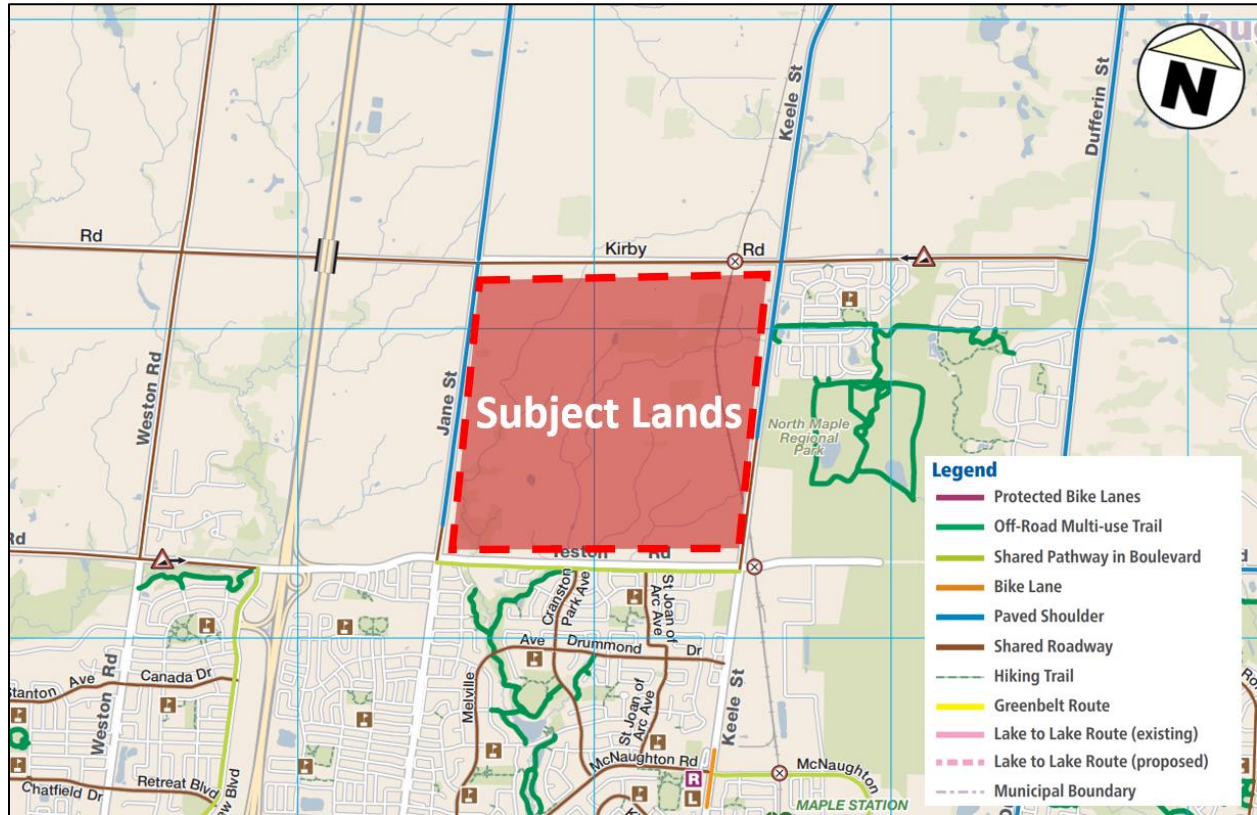 Vau
N
Keele St
Dufferin St
Rd
Kirby
Rd
Jane St
Weston Rd
Subject Lands
North Maple
Regional
Park
Rd
Teston Rd
Cranston
Park Ave
St Joan of
Arc Ave
Ave Drummond Dr
Melville
St Joan of
Arc Ave
Keele St
Weston Rd
Stanton Ave
Canada Dr
Retreat Blvd
Chatfield Dr
ew Blvd
McNaughton Rd
McNaughton
R
L
MAPLE STATION
Legend
Protected Bike Lanes
Off-Road Multi-use Trail
Shared Pathway in Boulevard
Bike Lane
Paved Shoulder
Shared Roadway
Hiking Trail
Greenbelt Route
Lake to Lake Route (existing)
Lake to Lake Route (proposed)
Municipal Boundary